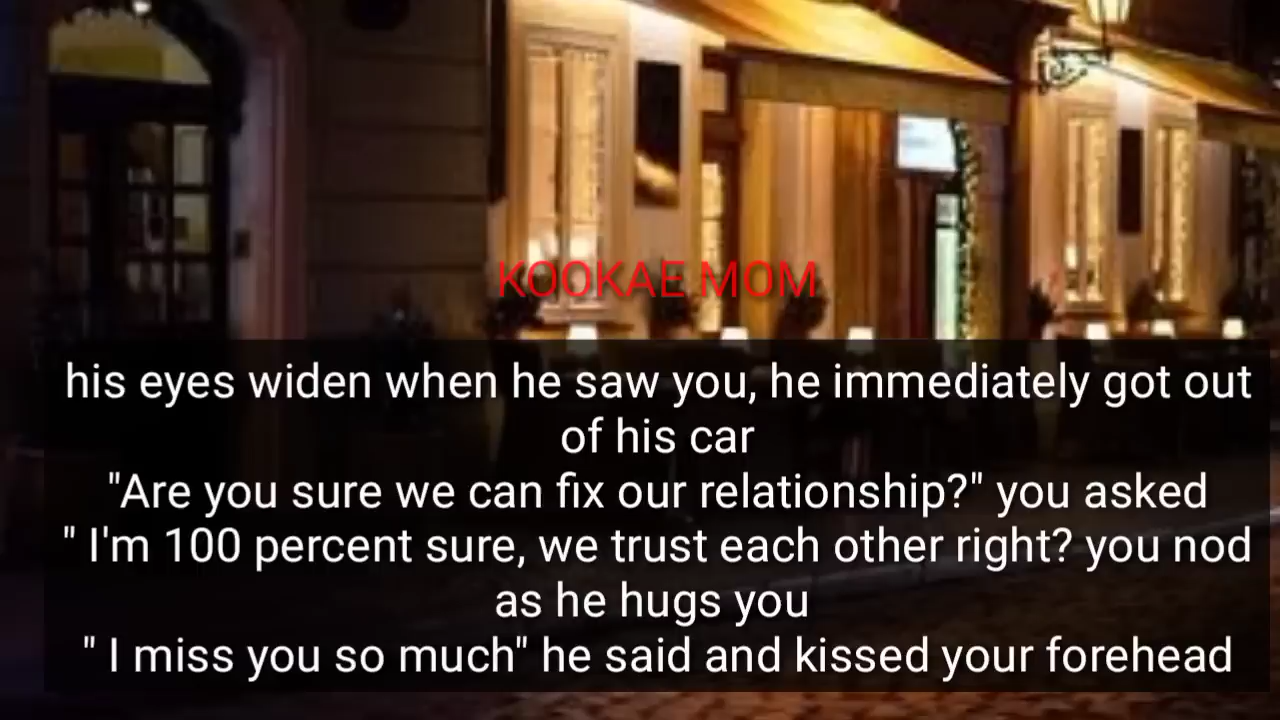 KOOKAE MOM
his eyes widen when he saw you, he immediately got out
of his car
"Are you sure we can fix our relationship?" you asked
" I'm 100 percent sure, we trust each other right? you nod
as he hugs you
" I miss you so much" he said and kissed your forehead